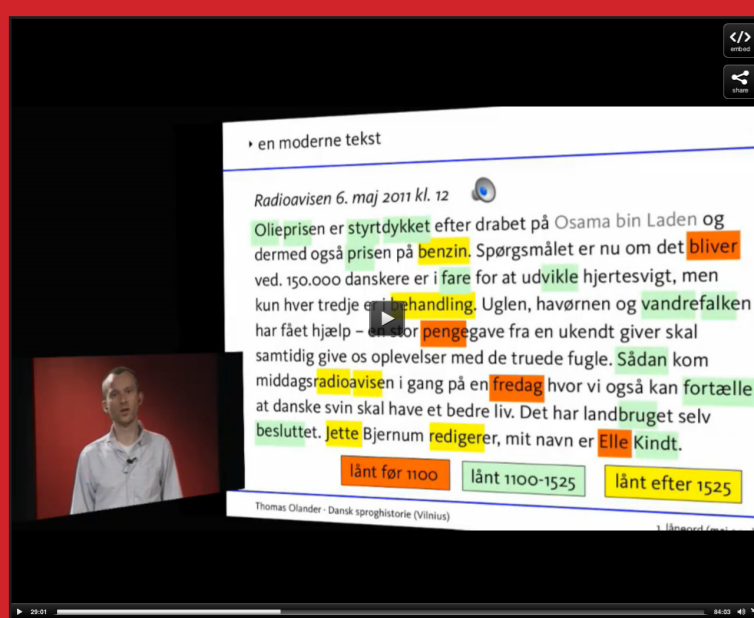 embed
share
en moderne tekst
Radioavisen 6. maj 2011 kl. 12
Olieprisen er styrtdykket efter drabet på Osama bin Laden og
dermed også prisen på benzin. Spørgsmålet er nu om det bliver
ved. 150.000 danskere er i fare for at udvikle hjertesvigt, men
kun hver tredje er i behandling. Uglen, havørnen og vandrefalken
har fået hjælp – en stor pengegave fra en ukendt giver skal
samtidig give os oplevelser med de truede fugle. Sådan kom
middagsradioavisen i gang på en fredag hvor vi også kan fortælle
at danske svin skal have et bedre liv. Det har landbruget selv
besluttet. Jette Bjernum redigerer, mit navn er Elle Kindt.
lånt før 1100
lånt 1100-1525
lånt efter 1525
Thomas Olander · Dansk sproghistorie (Vilnius)
1. låneord
29:01
84:03